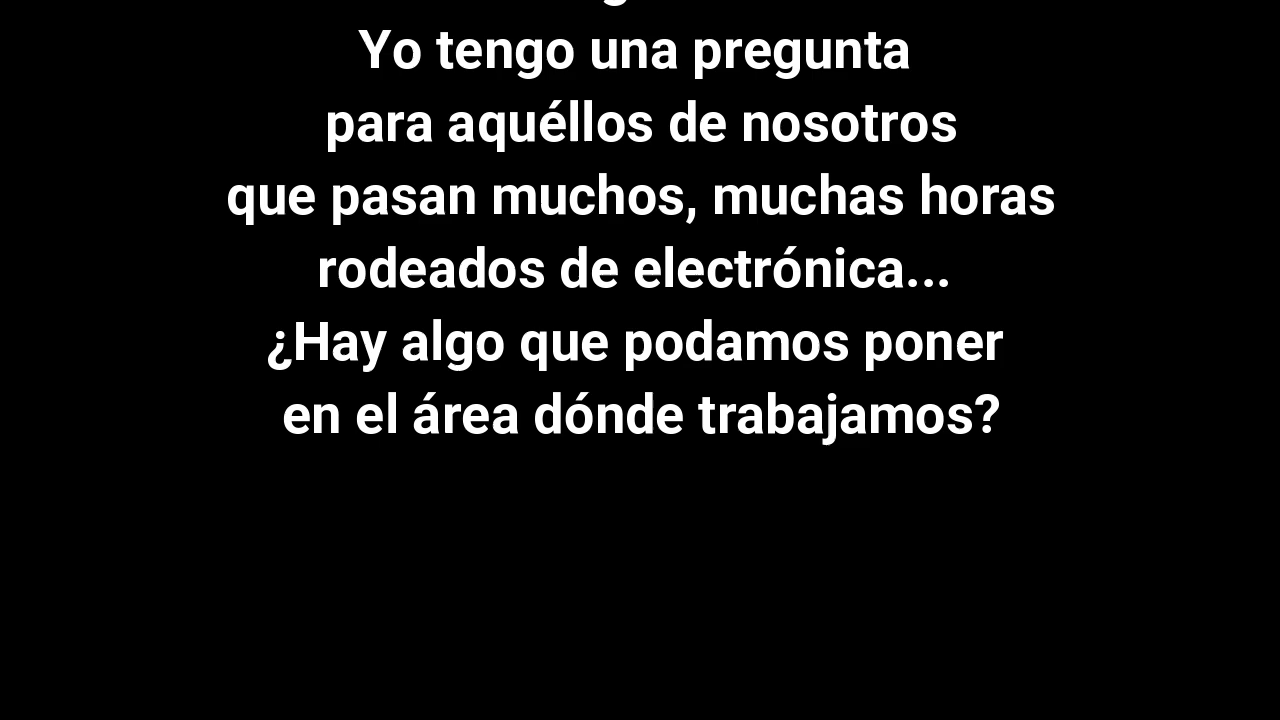 Yo tengo una pregunta
para aquéllos de nosotros
que pasan muchos, muchas horas
rodeados de electrónica...
¿Hay algo que podamos poner
en el área dónde trabajamos?